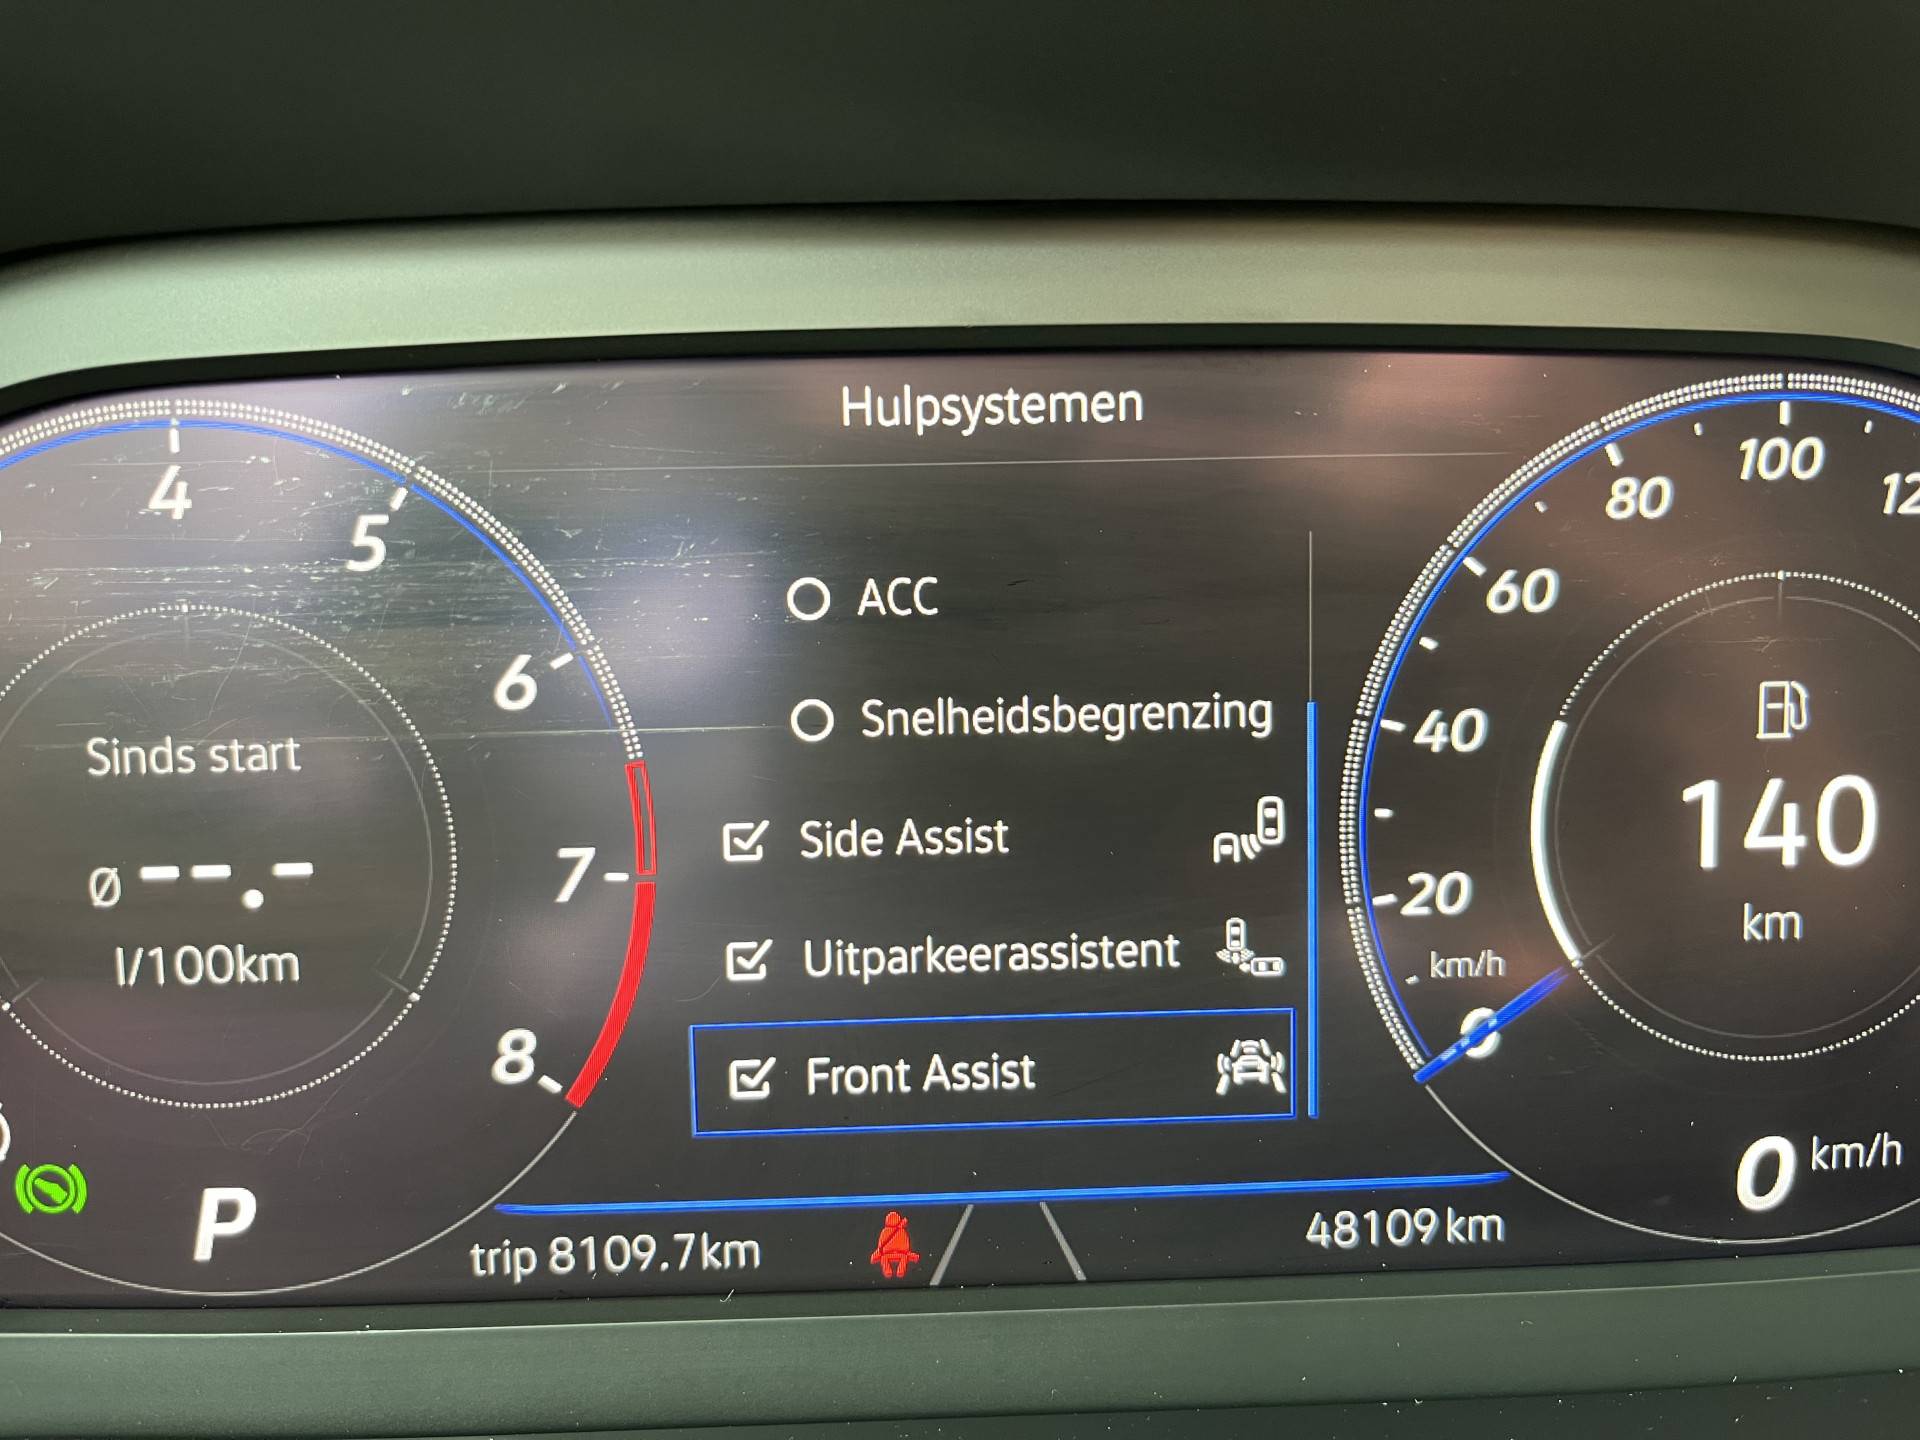 Hulpsystemen
4
5
6
7
8
Sinds start
Ø --.-
l/100km
P
ACC
Snelheidsbegrenzing
Side Assist
Uitparkeerassistent
Front Assist
trip 8109.7km
48109km
20
40
60
80
100
km/h
0
140
km
0 km/h